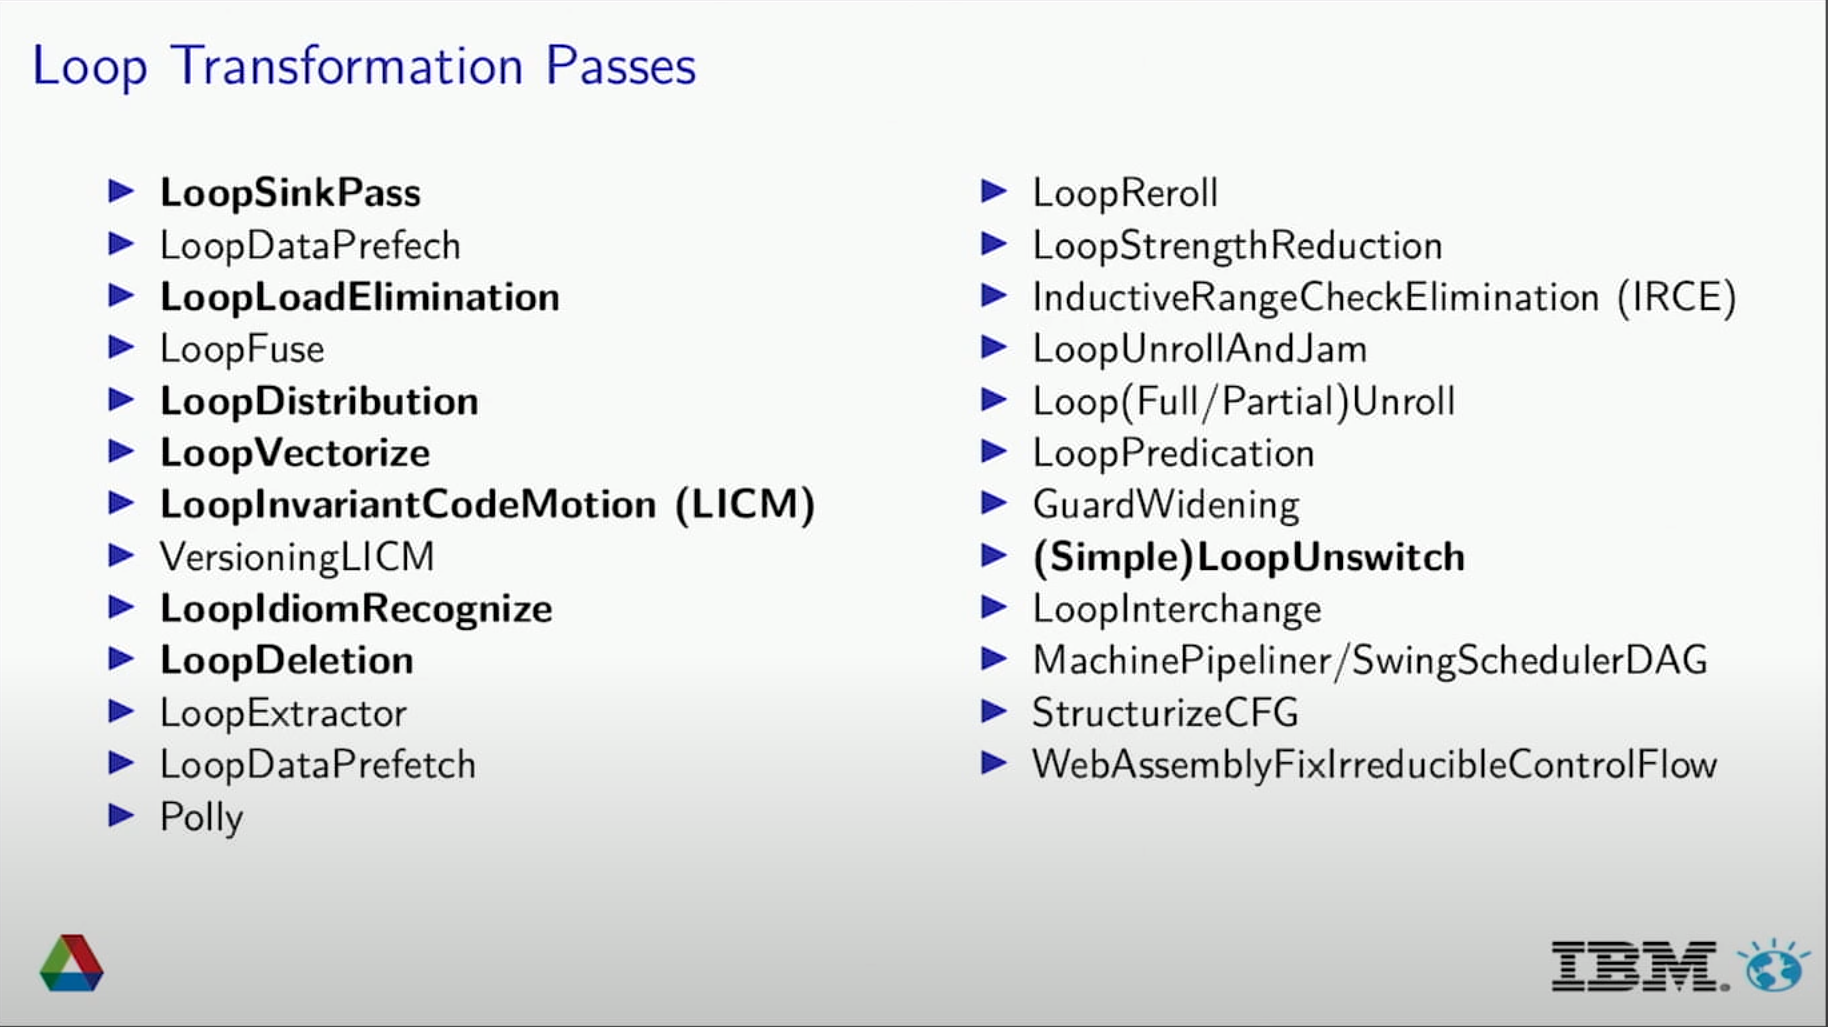 Loop Transformation Passes
LoopSinkPass
LoopDataPrefech
LoopLoadElimination
LoopFuse
LoopDistribution
LoopVectorize
LoopInvariantCodeMotion (LICM)
VersioningLICM
LoopIdiomRecognize
LoopDeletion
LoopExtractor
LoopDataPrefetch
Polly
LoopReroll
LoopStrengthReduction
InductiveRangeCheckElimination (IRCE)
LoopUnrollAndJam
Loop(Full/Partial)Unroll
LoopPredication
GuardWidening
(Simple)LoopUnswitch
LoopInterchange
MachinePipeliner/SwingSchedulerDAG
StructurizeCFG
WebAssemblyFixIrreducibleControlFlow
IBM®